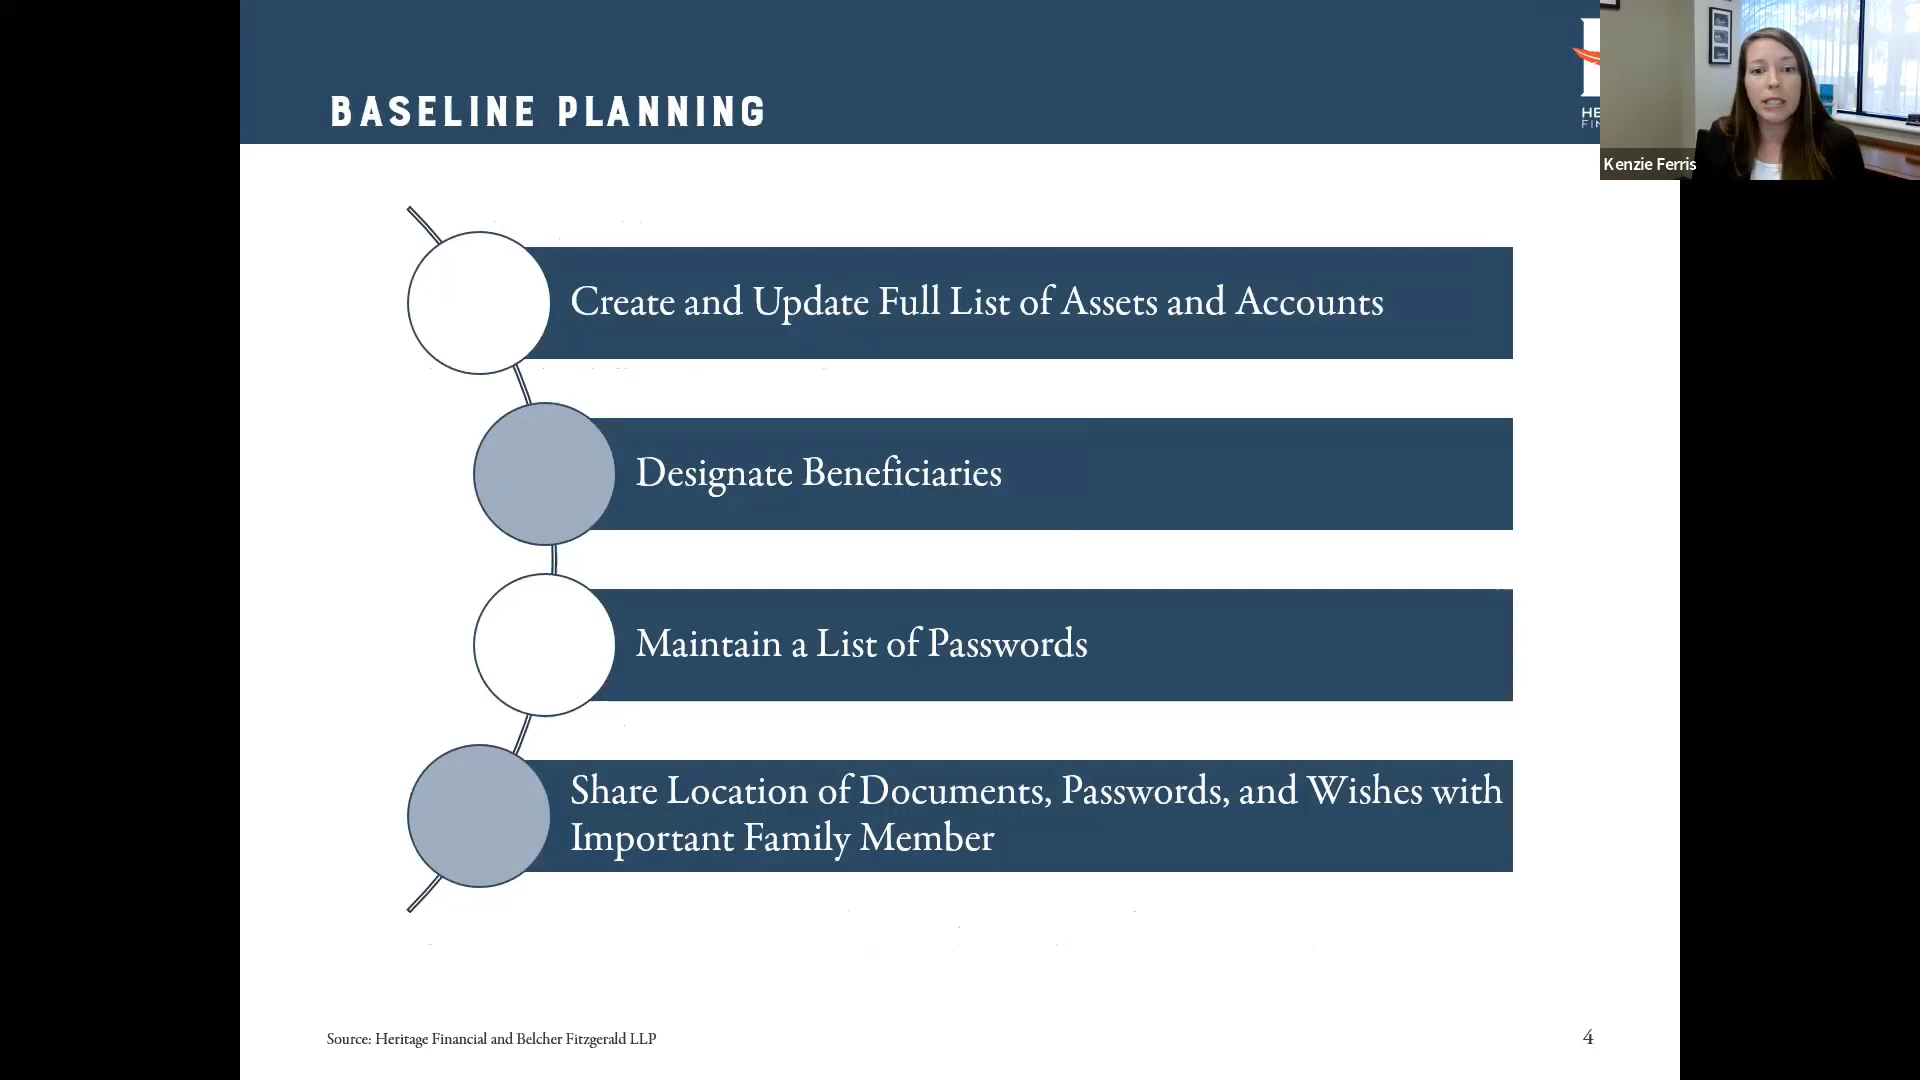 BASELINE PLANNING
Kenzie Ferris
Create and Update Full List of Assets and Accounts
Designate Beneficiaries
Maintain a List of Passwords
Share Location of Documents, Passwords, and Wishes with
Important Family Member
Source: Heritage Financial and Belcher Fitzgerald LLP
4